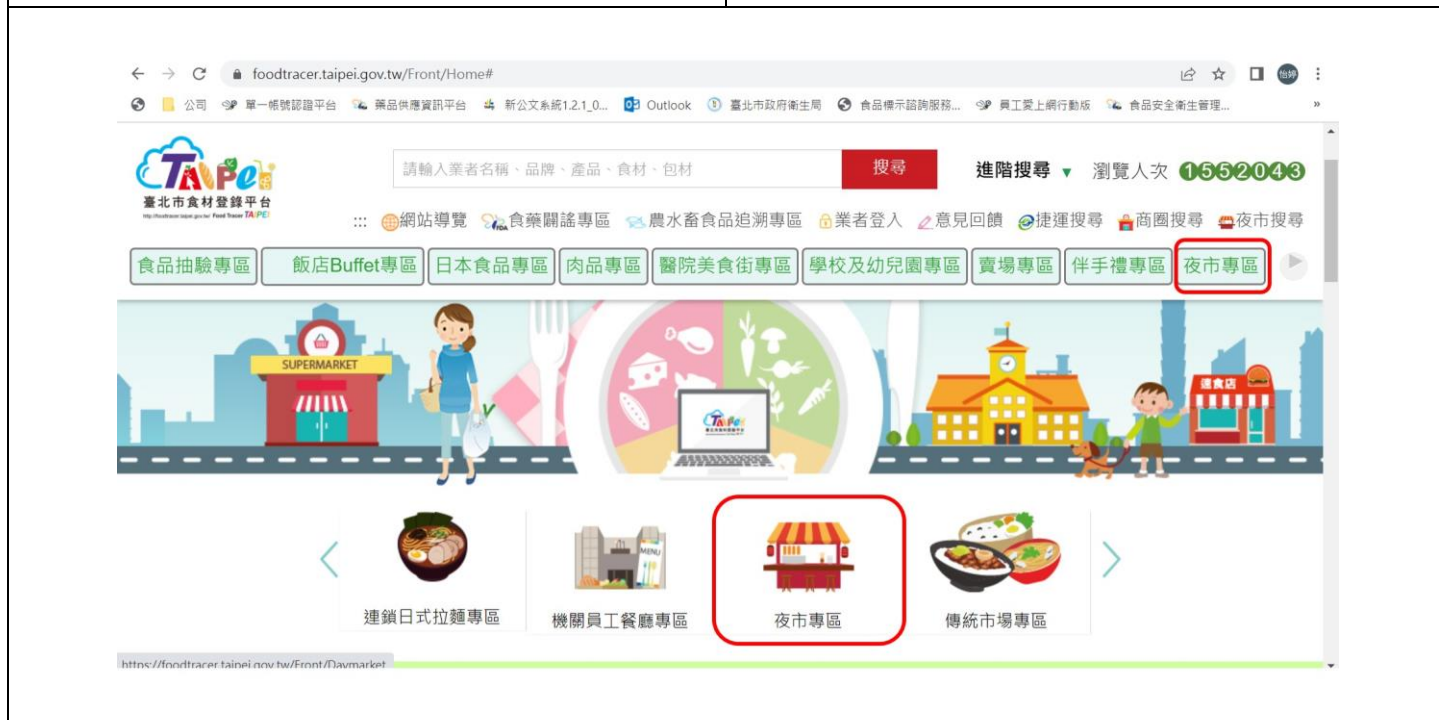 foodtracer.taipei.gov.tw/Front/Home#
怡婷
公司 單一帳號認證平台 藥品供應資訊平台 新公文系統1.2.1_0... Outlook 臺北市政府衛生局 食品標示諮詢服務... 員工愛上網行動版 食品安全衛生管理... »
TAIPEI
臺北市食材登錄平台
請輸入業者名稱、品牌、產品、食材、包材 搜尋 進階搜尋 ▼ 瀏覽人次 1552043
::: 網站導覽 食藥闢謠專區 農水畜食品追溯專區 業者登入 意見回饋 捷運搜尋 商圈搜尋 夜市搜尋
食品抽驗專區 飯店Buffet專區 日本食品專區 肉品專區 醫院美食街專區 學校及幼兒園專區 賣場專區 伴手禮專區 夜市專區
SUPERMARKET
速食店
MENU
連鎖日式拉麵專區 機關員工餐廳專區 夜市專區 傳統市場專區
https://foodtracer.taipei.gov.tw/Front/Daymarket